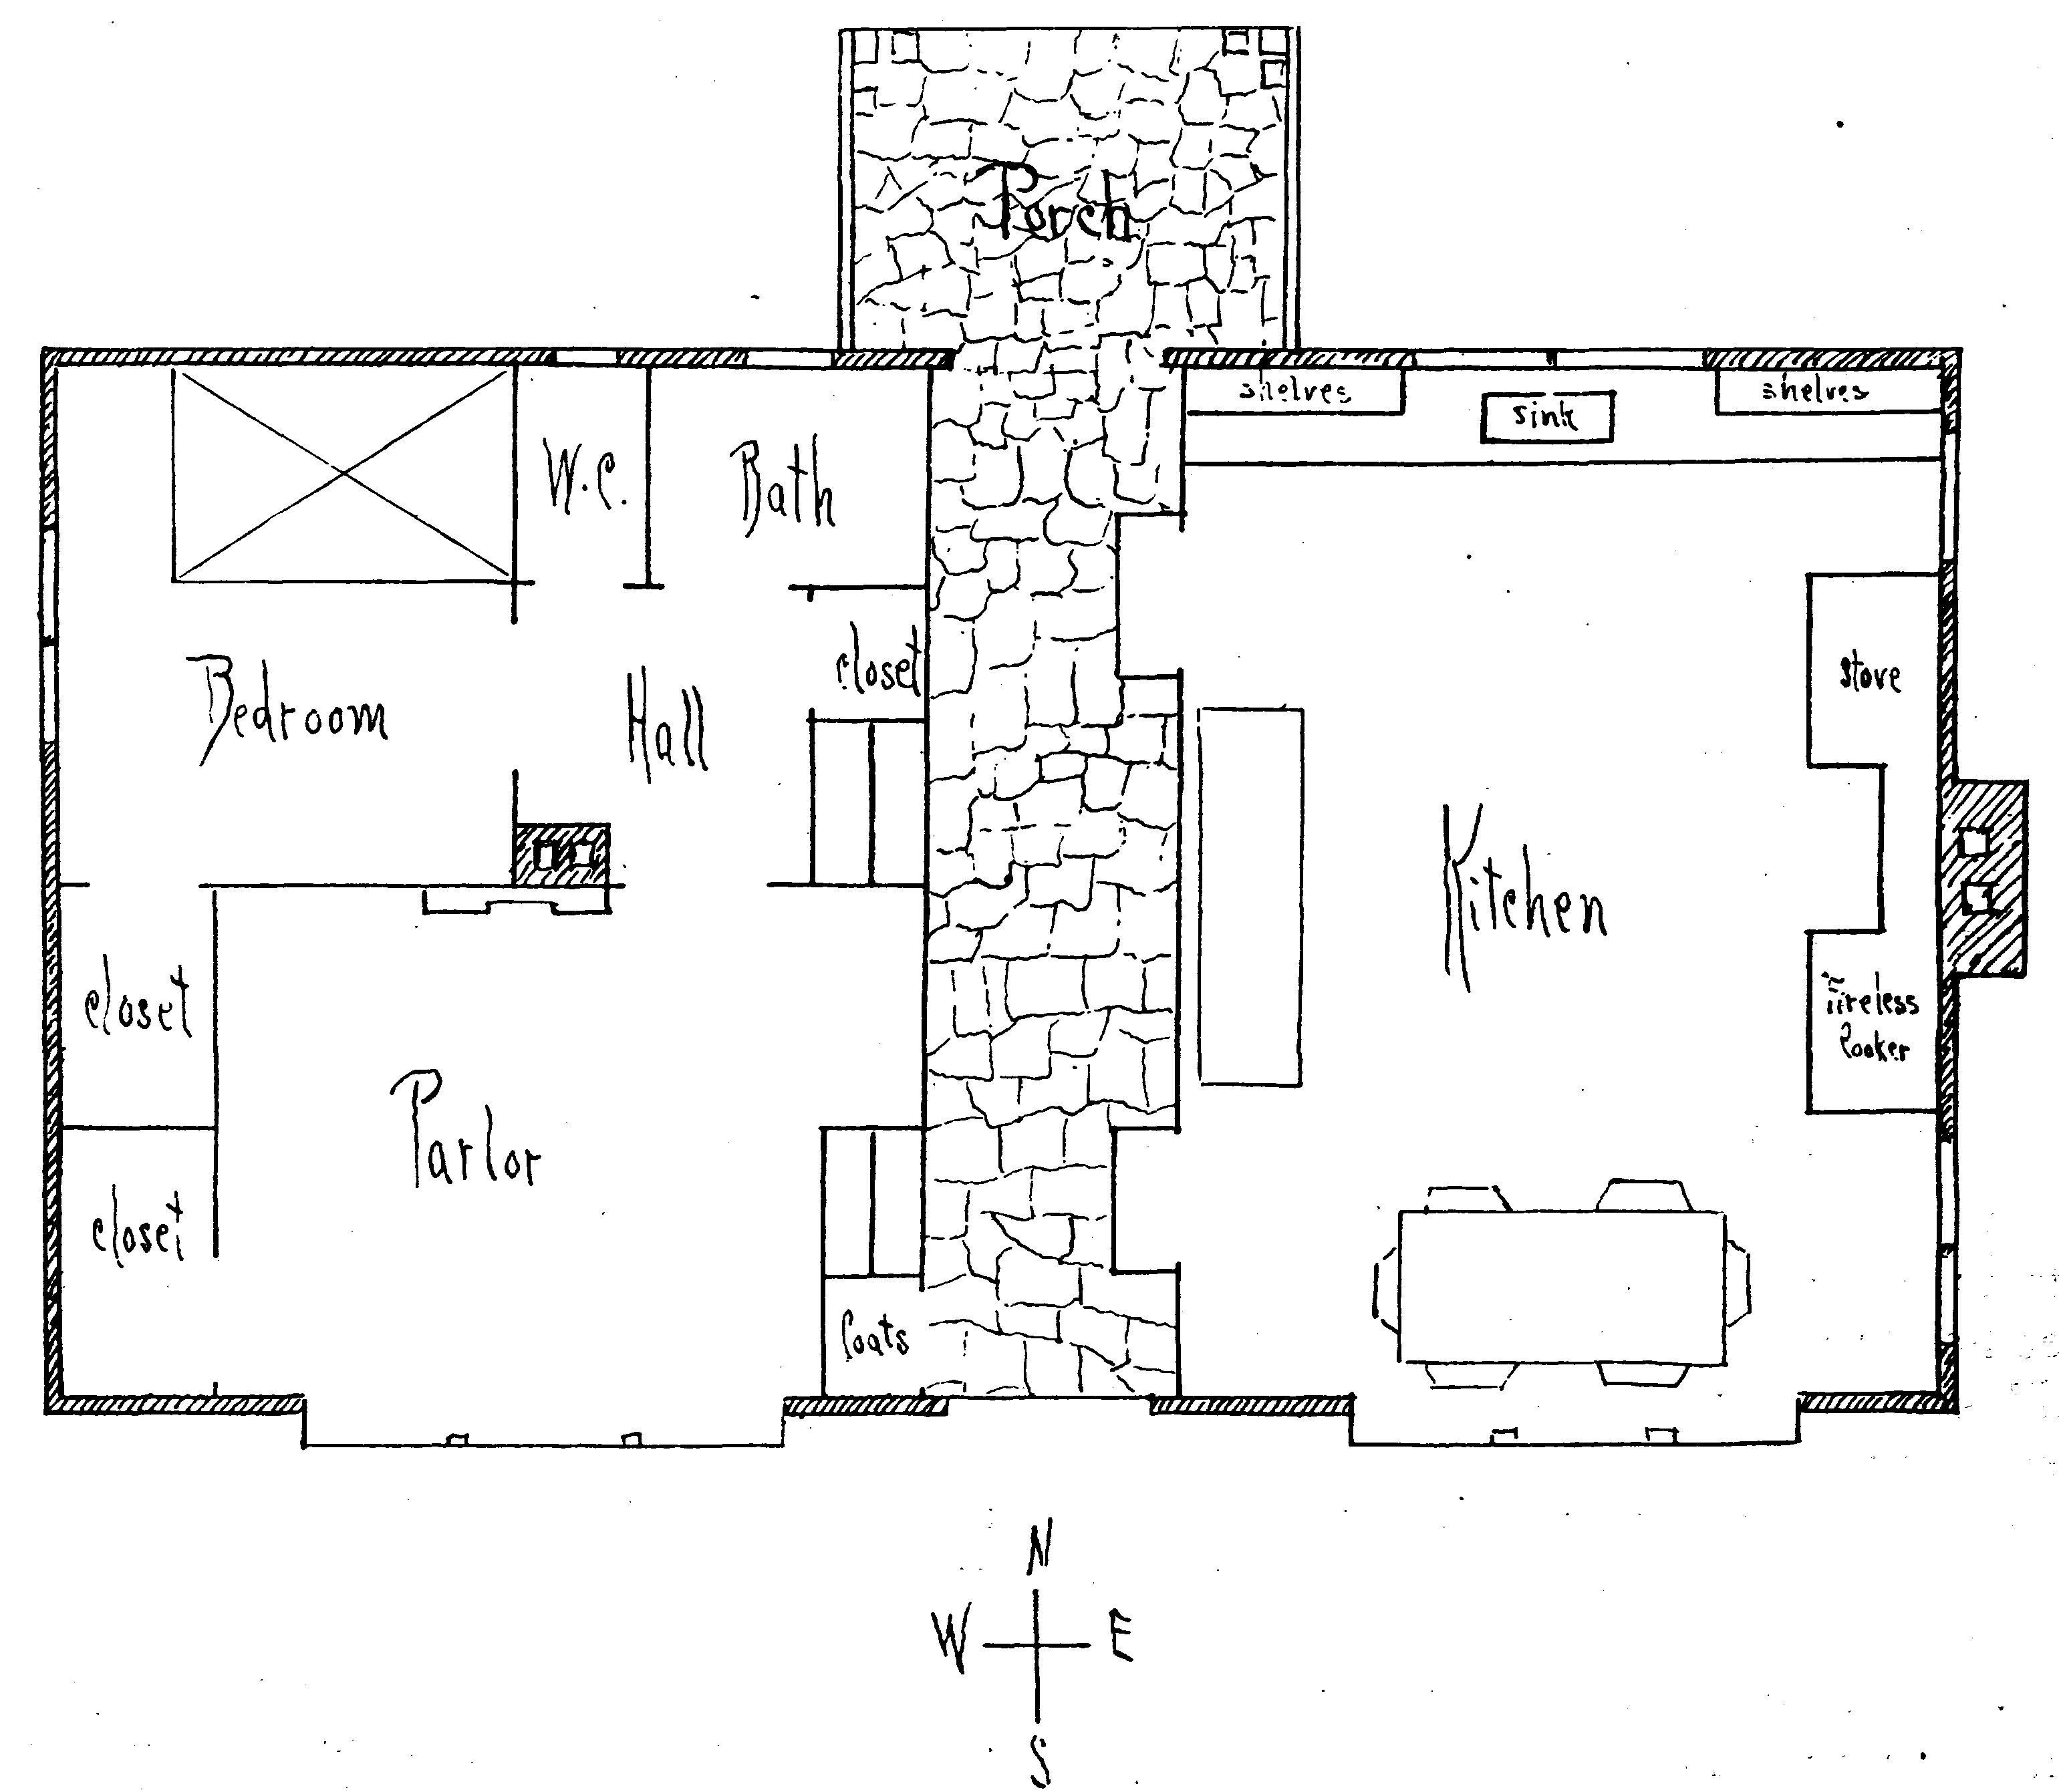 Porch
shelves
sink
shelves
W.C.
Bath
closet
Bedroom
Hall
stove
Kitchen
closet
Fireless
Cooker
Parlor
closet
Coats
N
W E
S